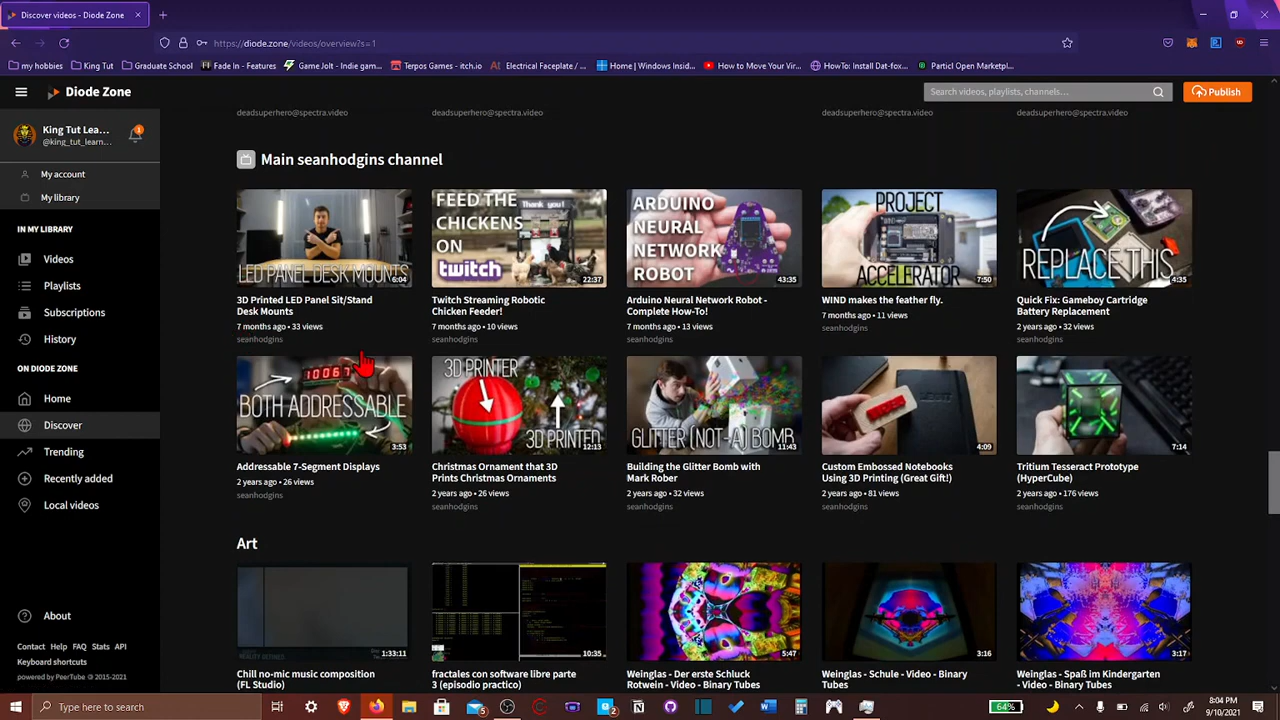 Discover videos - Diode Zone
https://diode.zone/videos/overview?s=1
my hobbies
King Tut
Graduate School
Fade In - Features
Game Jolt - Indie gam...
Terpos Games - itch.io
Electrical Faceplate /...
Home | Windows Insid...
How to Move Your Vir...
HowTo: Install Dat-fox...
Particl Open Marketpl...
Diode Zone
Search videos, playlists, channels...
Publish
King Tut Lea...
@king_tut_learn...
1
My account
My library
IN MY LIBRARY
Videos
Playlists
Subscriptions
History
ON DIODE ZONE
Home
Discover
Trending
Recently added
Local videos
About
Contact Help FAQ Stats API
Keyboard shortcuts
powered by PeerTube © 2015-2021
deadsuperhero@spectra.video
deadsuperhero@spectra.video
deadsuperhero@spectra.video
deadsuperhero@spectra.video
Main seanhodgins channel
LED PANEL DESK MOUNTS
6:04
3D Printed LED Panel Sit/Stand
Desk Mounts
7 months ago • 33 views
seanhodgins
FEED THE
CHICKENS
ON
twitch
Thank you!
22:37
Twitch Streaming Robotic
Chicken Feeder!
7 months ago • 10 views
seanhodgins
ARDUINO
NEURAL
NETWORK
ROBOT
43:35
Arduino Neural Network Robot -
Complete How-To!
7 months ago • 13 views
seanhodgins
PROJECT
ACCELERATOR
7:50
WIND makes the feather fly.
7 months ago • 11 views
seanhodgins
REPLACE THIS
4:35
Quick Fix: Gameboy Cartridge
Battery Replacement
2 years ago • 32 views
seanhodgins
BOTH ADDRESSABLE
3:53
Addressable 7-Segment Displays
2 years ago • 26 views
seanhodgins
3D PRINTER
3D PRINTED
12:13
Christmas Ornament that 3D
Prints Christmas Ornaments
2 years ago • 26 views
seanhodgins
GLITTER (NOT-A) BOMB
11:43
Building the Glitter Bomb with
Mark Rober
2 years ago • 32 views
seanhodgins
4:09
Custom Embossed Notebooks
Using 3D Printing (Great Gift!)
2 years ago • 81 views
seanhodgins
7:14
Tritium Tesseract Prototype
(HyperCube)
2 years ago • 176 views
seanhodgins
Art
1:33:11
Chill no-mic music composition
(FL Studio)
10:35
fractales con software libre parte
3 (episodio practico)
5:47
Weinglas - Der erste Schluck
Rotwein - Video - Binary Tubes
3:16
Weinglas - Schule - Video - Binary
Tubes
3:17
Weinglas - Spaß im Kindergarten
- Video - Binary Tubes
Type here to search
64%
8:04 PM
9/10/2021